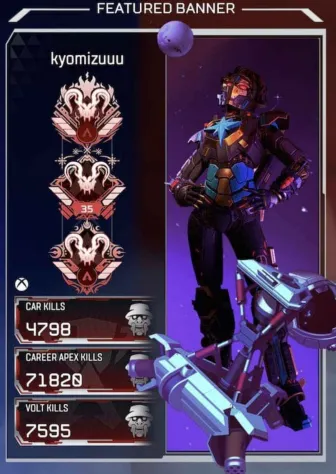 FEATURED BANNER
kyomizuuu
35
CAR KILLS
4798
CAREER APEX KILLS
71820
VOLT KILLS
7595